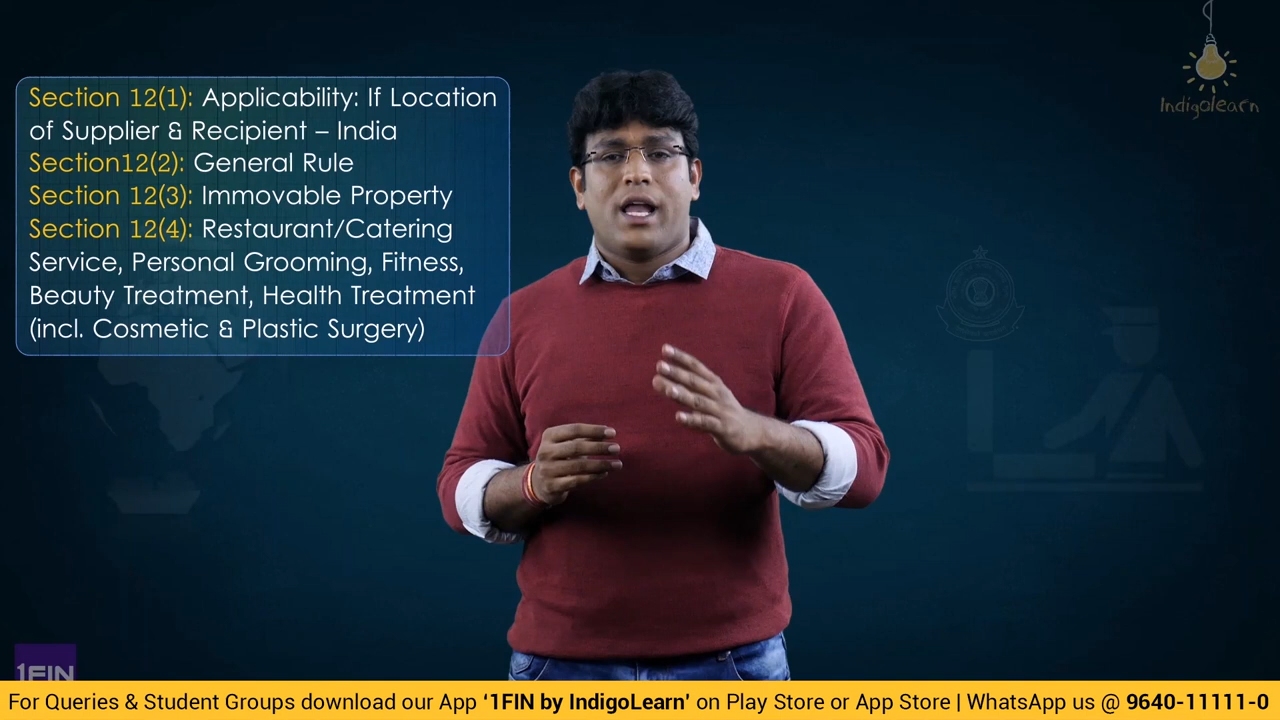 Section 12(1): Applicability: If Location
of Supplier & Recipient – India
Section12(2): General Rule
Section 12(3): Immovable Property
Section 12(4): Restaurant/Catering
Service, Personal Grooming, Fitness,
Beauty Treatment, Health Treatment
(incl. Cosmetic & Plastic Surgery)
Indigolearn
1FIN
For Queries & Student Groups download our App ‘1FIN by IndigoLearn’ on Play Store or App Store | WhatsApp us @ 9640-11111-0